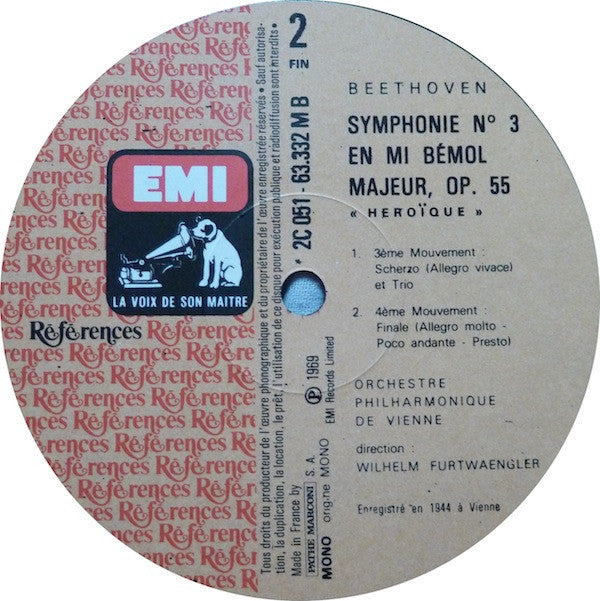 Références
EMI
LA VOIX DE SON MAITRE
Références
Tous droits du producteur de l'œuvre phonographique et du propriétaire de l'œuvre enregistrée réservés • Sauf autorisa-
tion, la duplication, la location, le prêt, l'utilisation de ce disque pour exécution publique et radiodiffusion sont interdits •
Made in France by PATHE MARCONI S. A.
MONO orig-ne MONO
℗ 1969
EMI Records Limited
* 2C 051 - 63.332 M B
2
FIN
BEETHOVEN
SYMPHONIE N° 3
EN MI BÉMOL
MAJEUR, OP. 55
« HEROÏQUE »
1. 3ème Mouvement :
Scherzo (Allegro vivace)
et Trio
2. 4ème Mouvement :
Finale (Allegro molto -
Poco andante - Presto)
ORCHESTRE
PHILHARMONIQUE
DE VIENNE
direction :
WILHELM FURTWAENGLER
Enregistré en 1944 à Vienne